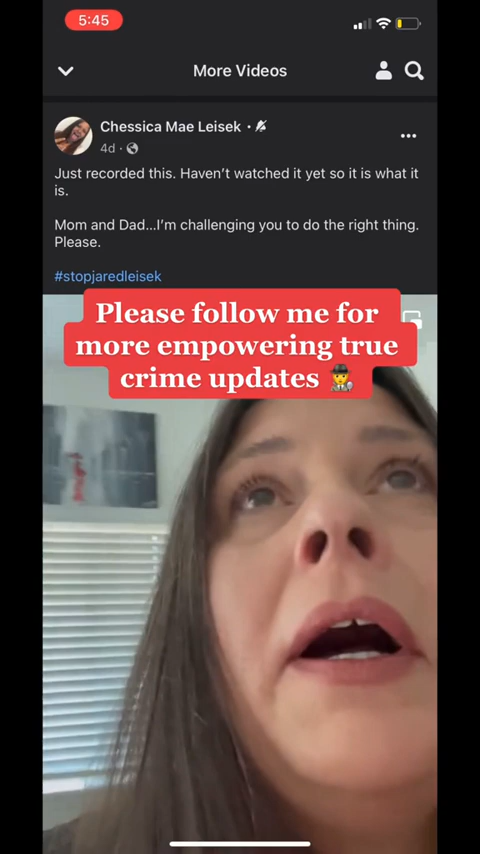 5:45
More Videos
Chessica Mae Leisek ·
4d ·
Just recorded this. Haven’t watched it yet so it is what it
is.
Mom and Dad...I’m challenging you to do the right thing.
Please.
#stopjaredleisek
Please follow me for
more empowering true
crime updates 🕵️